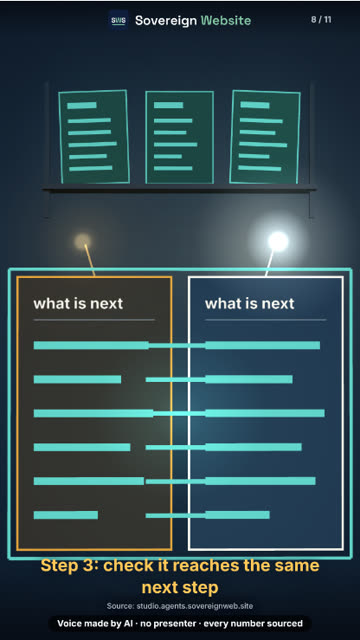 SWS Sovereign Website 8 / 11
what is next what is next
Step 3: check it reaches the same
next step
Source: studio.agents.sovereignweb.site
Voice made by AI · no presenter · every number sourced